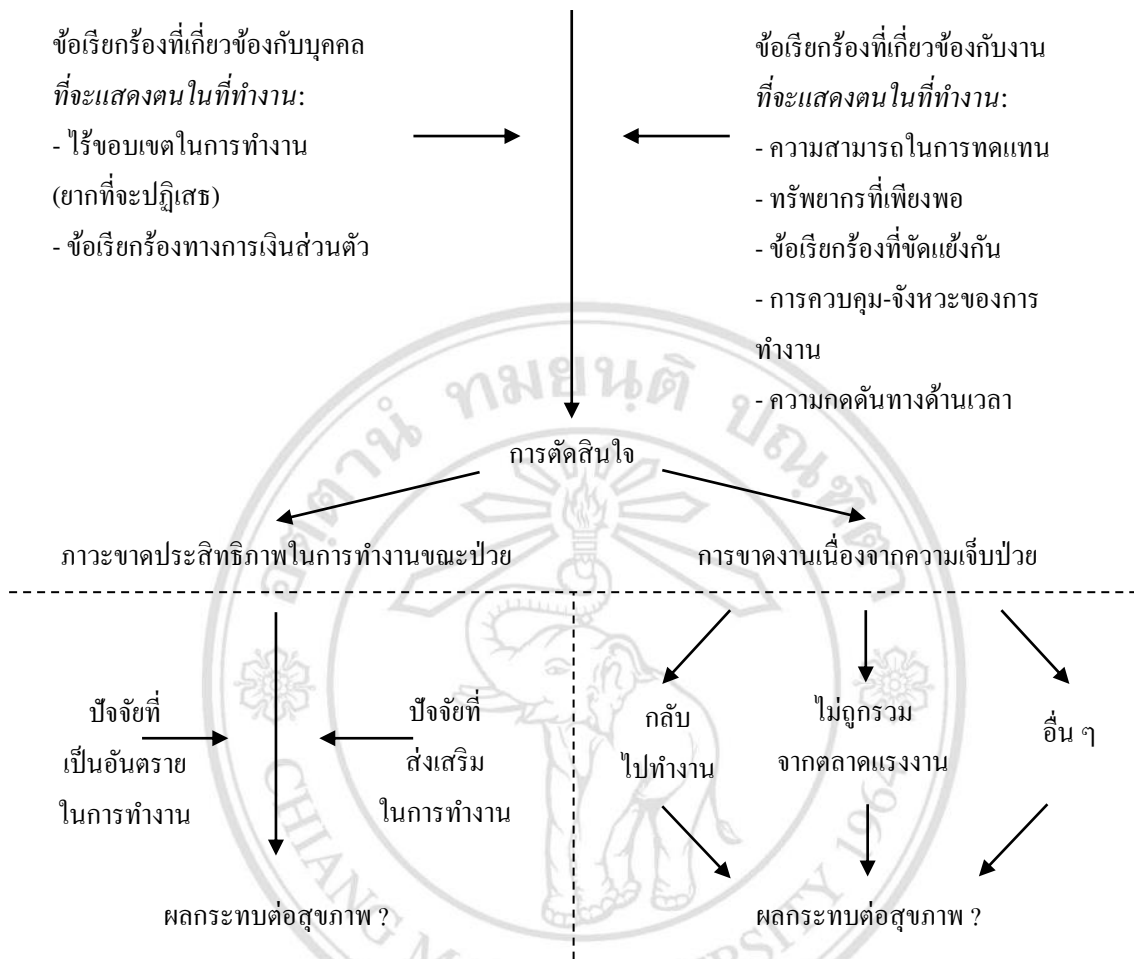 ข้อเรียกร้องที่เกี่ยวข้องกับบุคคล
ที่จะแสดงตนในที่ทำงาน:
- ไร้ขอบเขตในการทำงาน
(ยากที่จะปฏิเสธ)
- ข้อเรียกร้องทางการเงินส่วนตัว
ข้อเรียกร้องที่เกี่ยวข้องกับงาน
ที่จะแสดงตนในที่ทำงาน:
- ความสามารถในการทดแทน
- ทรัพยากรที่เพียงพอ
- ข้อเรียกร้องที่ขัดแย้งกัน
- การควบคุม-จังหวะของการ
ทำงาน
- ความกดดันทางด้านเวลา
อตฺตานํ ทมยนฺติ ปณฺฑิตา
การตัดสินใจ
ภาวะขาดประสิทธิภาพในการทำงานขณะป่วย
การขาดงานเนื่องจากความเจ็บป่วย
ปัจจัยที่
เป็นอันตราย
ในการทำงาน
ปัจจัยที่
ส่งเสริม
ในการทำงาน
กลับ
ไปทำงาน
ไม่ถูกรวม
จากตลาดแรงงาน
อื่น ๆ
ผลกระทบต่อสุขภาพ ?
ผลกระทบต่อสุขภาพ ?
CHIANG M ERSITY 1964